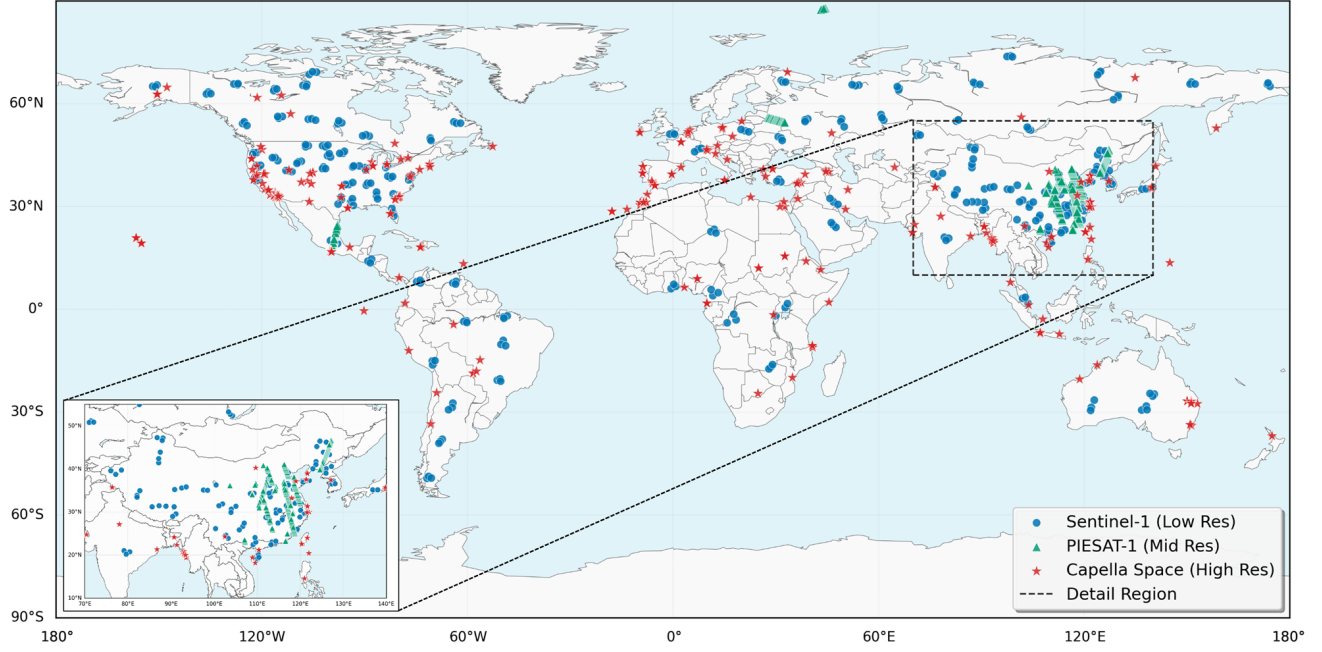 60°N
30°N
0°
30°S
60°S
90°S
50°N
40°N
30°N
20°N
10°N
70°E 80°E 90°E 100°E 110°E 120°E 130°E 140°E
Sentinel-1 (Low Res)
PIESAT-1 (Mid Res)
Capella Space (High Res)
Detail Region
180° 120°W 60°W 0° 60°E 120°E 180°